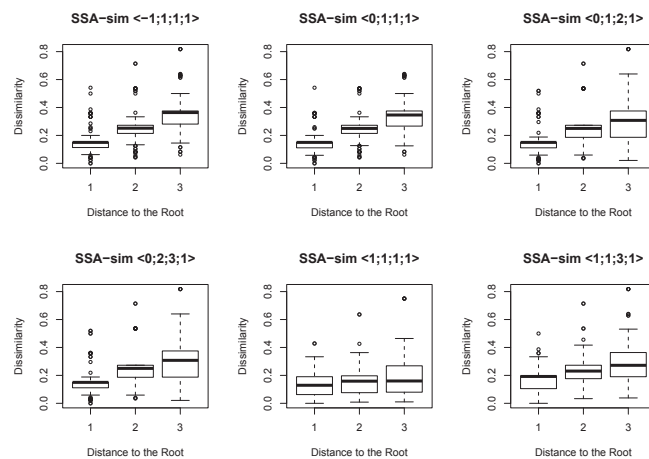 SSA−sim <−1;1;1;1>
SSA−sim <0;1;1;1>
SSA−sim <0;1;2;1>
Dissimilarity
0.0 0.2 0.4 0.6 0.8
1 2 3
Distance to the Root
Dissimilarity
0.0 0.2 0.4 0.6 0.8
1 2 3
Distance to the Root
Dissimilarity
0.0 0.2 0.4 0.6 0.8
1 2 3
Distance to the Root
SSA−sim <0;2;3;1>
SSA−sim <1;1;1;1>
SSA−sim <1;1;3;1>
Dissimilarity
0.0 0.2 0.4 0.6 0.8
1 2 3
Distance to the Root
Dissimilarity
0.0 0.2 0.4 0.6 0.8
1 2 3
Distance to the Root
Dissimilarity
0.0 0.2 0.4 0.6 0.8
1 2 3
Distance to the Root